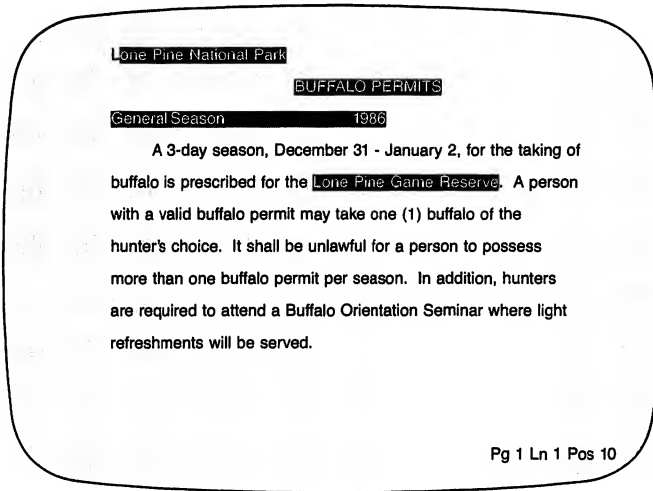 Lone Pine National Park
BUFFALO PERMITS
General Season 1986
A 3-day season, December 31 - January 2, for the taking of
buffalo is prescribed for the Lone Pine Game Reserve. A person
with a valid buffalo permit may take one (1) buffalo of the
hunter's choice. It shall be unlawful for a person to possess
more than one buffalo permit per season. In addition, hunters
are required to attend a Buffalo Orientation Seminar where light
refreshments will be served.
Pg 1 Ln 1 Pos 10